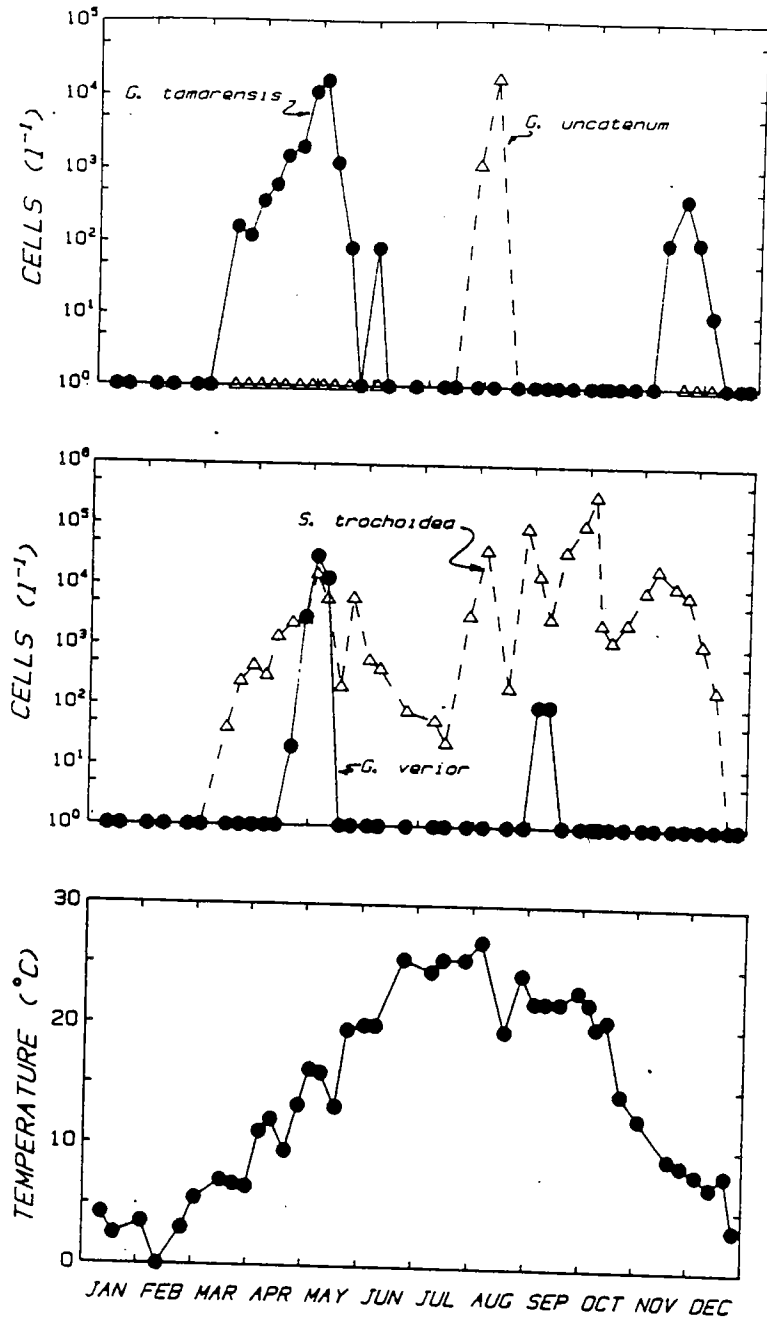 10⁵
10⁴
10³
10²
10¹
10⁰
CELLS (l⁻¹)
G. tamarensis
G. uncatenum
10⁶
10⁵
10⁴
10³
10²
10¹
10⁰
CELLS (l⁻¹)
S. trochoidea
G. verior
30
20
10
0
TEMPERATURE (°C)
JAN FEB MAR APR MAY JUN JUL AUG SEP OCT NOV DEC